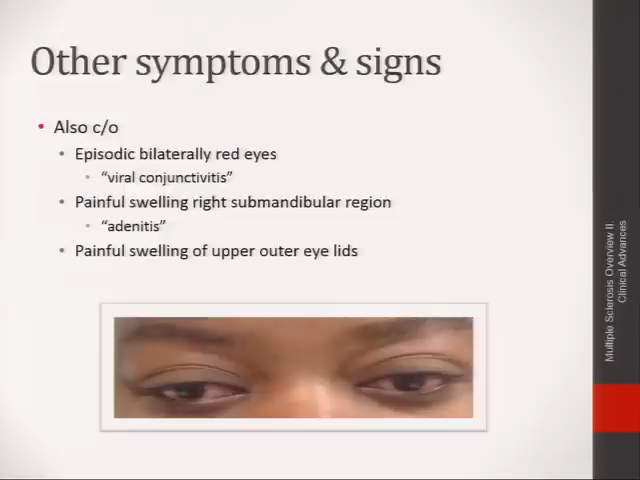 Other symptoms & signs
• Also c/o
• Episodic bilaterally red eyes
• “viral conjunctivitis”
• Painful swelling right submandibular region
• “adenitis”
• Painful swelling of upper outer eye lids
Multiple Sclerosis Overview II.
Clinical Advances